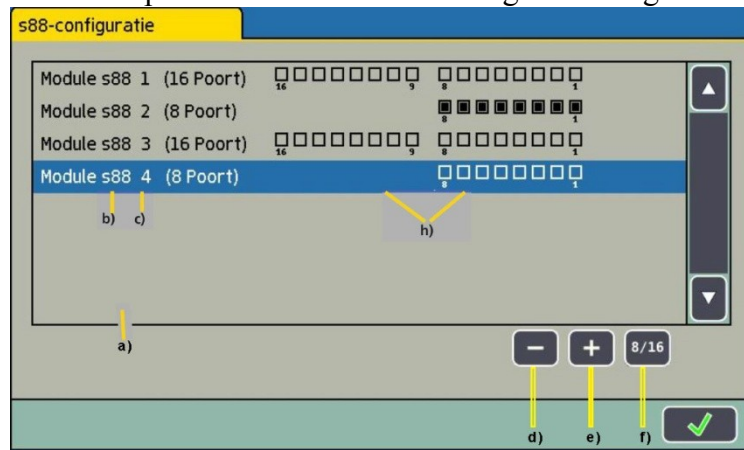 s88-configuratie
Module s88 1 (16 Poort)
16 9 8 1
Module s88 2 (8 Poort)
8 1
Module s88 3 (16 Poort)
16 9 8 1
Module s88 4 (8 Poort)
8 1
b) c) h)
a)
− + 8/16
d) e) f)